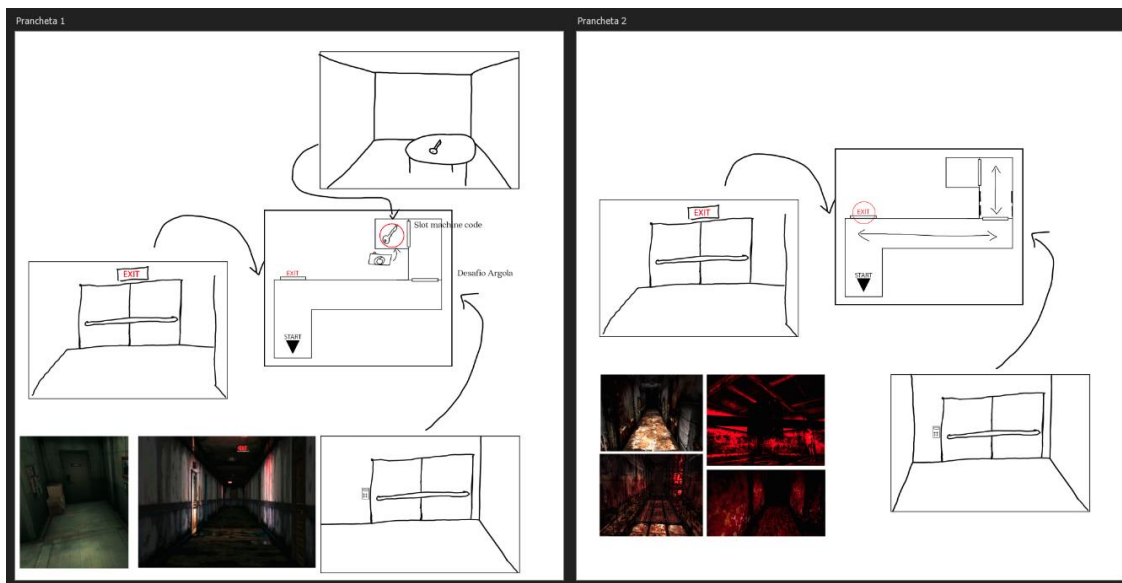 Prancheta 1
Prancheta 2
Slot machine code
EXIT
EXIT
Desafio Argola
START
EXIT
EXIT
START